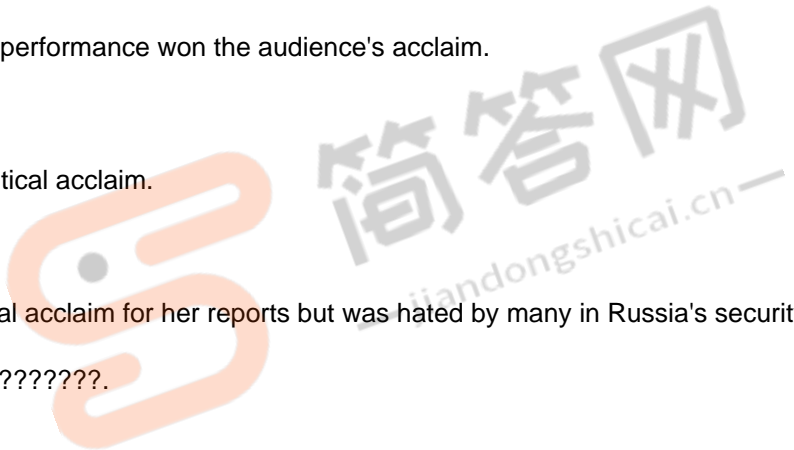 performance won the audience's acclaim.
简答网
tical acclaim.
jiandongshicai.cn
al acclaim for her reports but was hated by many in Russia's securit
???????.